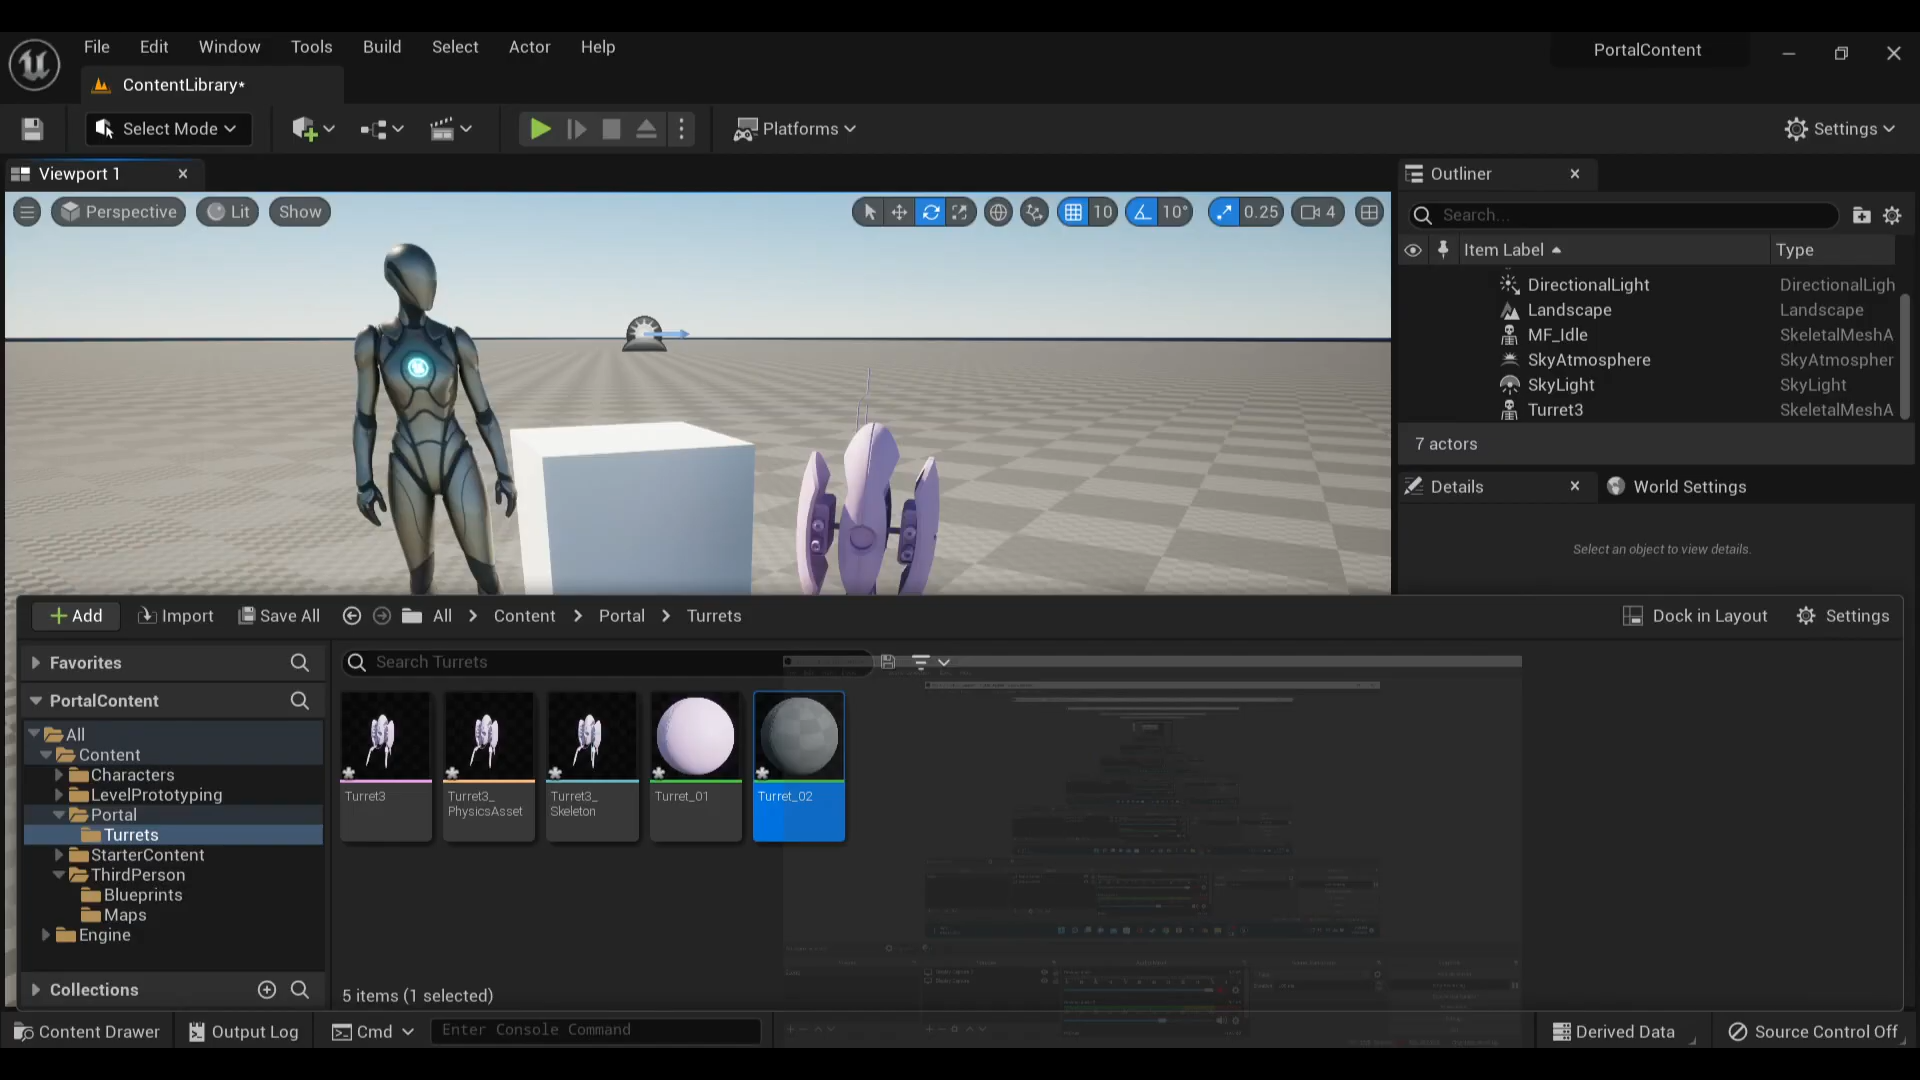 File Edit Window Tools Build Select Actor Help
PortalContent
ContentLibrary*
Select Mode
Platforms
Settings
Viewport 1
Outliner
Perspective Lit Show
10 10° 0.25 4
Search...
Item Label Type
DirectionalLight DirectionalLigh
Landscape Landscape
MF_Idle SkeletalMeshA
SkyAtmosphere SkyAtmospher
SkyLight SkyLight
Turret3 SkeletalMeshA
7 actors
Details World Settings
Select an object to view details.
Add Import Save All All Content Portal Turrets
Dock in Layout Settings
Favorites
Search Turrets
PortalContent
All
Content
Characters
LevelPrototyping
Portal
Turrets
StarterContent
ThirdPerson
Blueprints
Maps
Engine
Collections
Turret3
Turret3_
PhysicsAsset
Turret3_
Skeleton
Turret_01
Turret_02
5 items (1 selected)
Content Drawer Output Log Cmd Enter Console Command
Derived Data Source Control Off